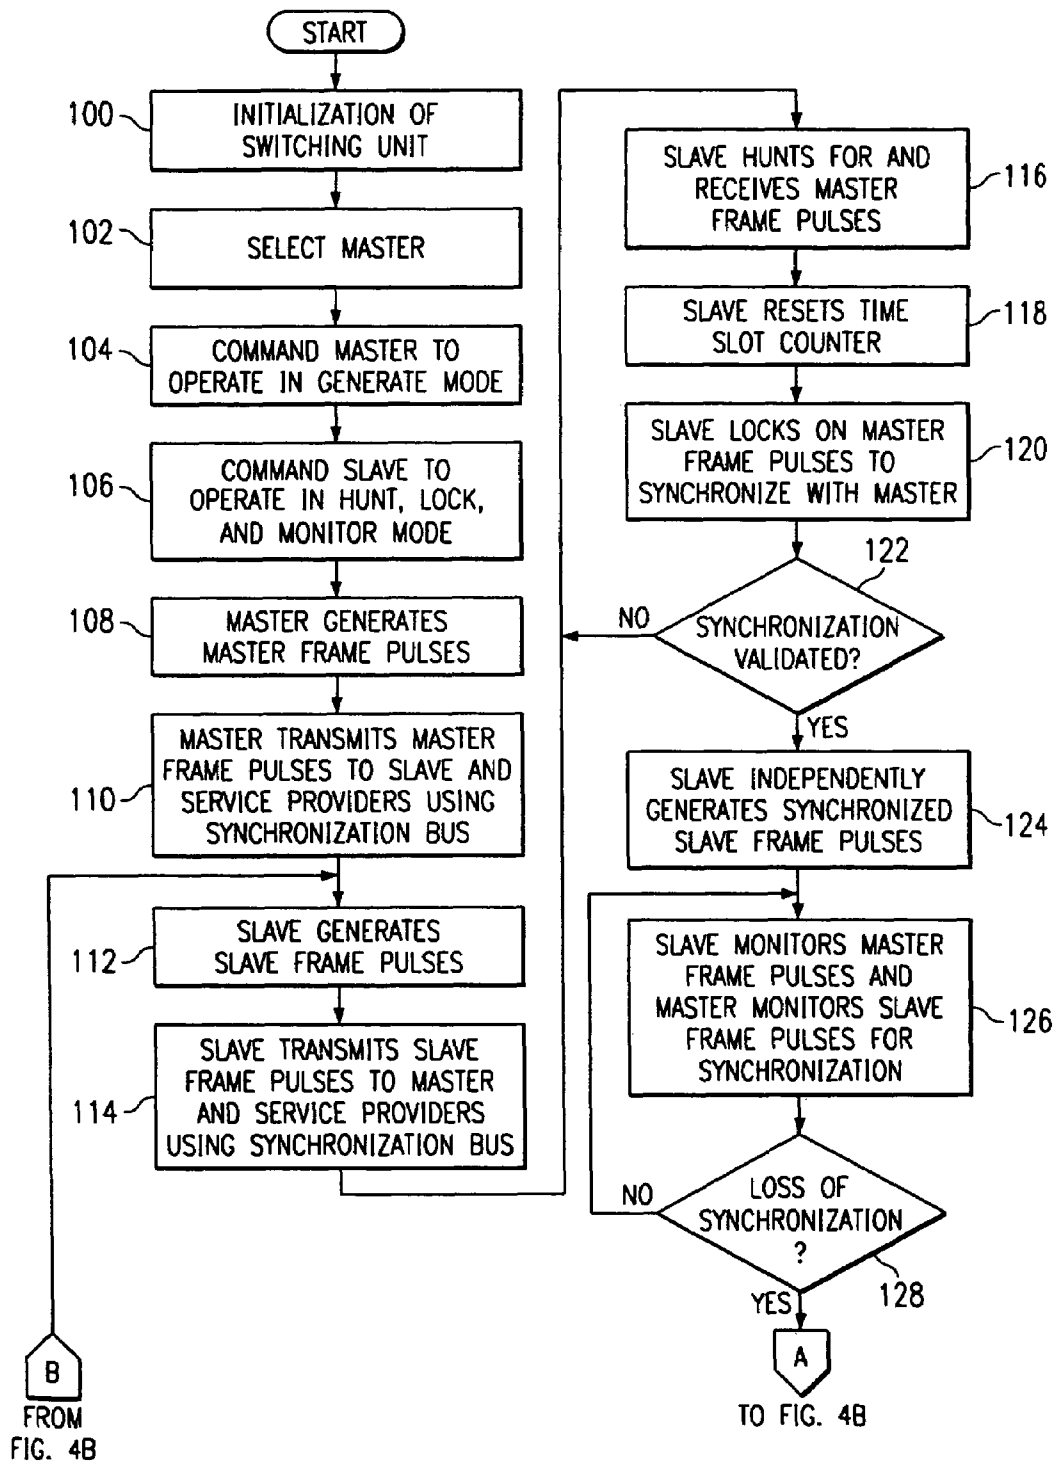 START
100
INITIALIZATION OF
SWITCHING UNIT
102
SELECT MASTER
104
COMMAND MASTER TO
OPERATE IN GENERATE MODE
106
COMMAND SLAVE TO
OPERATE IN HUNT, LOCK,
AND MONITOR MODE
108
MASTER GENERATES
MASTER FRAME PULSES
110
MASTER TRANSMITS MASTER
FRAME PULSES TO SLAVE AND
SERVICE PROVIDERS USING
SYNCHRONIZATION BUS
112
SLAVE GENERATES
SLAVE FRAME PULSES
114
SLAVE TRANSMITS SLAVE
FRAME PULSES TO MASTER
AND SERVICE PROVIDERS
USING SYNCHRONIZATION BUS
B
FROM
FIG. 4B
SLAVE HUNTS FOR AND
RECEIVES MASTER
FRAME PULSES
116
SLAVE RESETS TIME
SLOT COUNTER
118
SLAVE LOCKS ON MASTER
FRAME PULSES TO
SYNCHRONIZE WITH MASTER
120
122
NO
SYNCHRONIZATION
VALIDATED?
YES
SLAVE INDEPENDENTLY
GENERATES SYNCHRONIZED
SLAVE FRAME PULSES
124
SLAVE MONITORS MASTER
FRAME PULSES AND
MASTER MONITORS SLAVE
FRAME PULSES FOR
SYNCHRONIZATION
126
NO
LOSS OF
SYNCHRONIZATION
?
128
YES
A
TO FIG. 4B